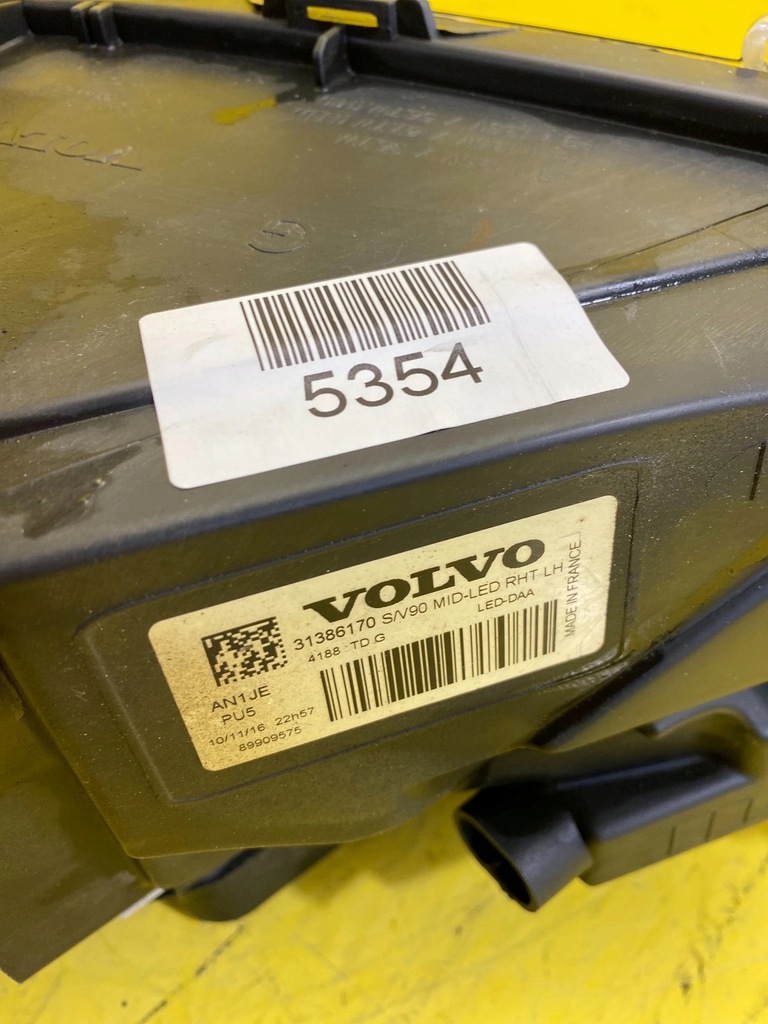 5354
VOLVO
31386170 S/V90 MID-LED RHT LH
4188 TD G
LED-DAA
MADE IN FRANCE
AN1JE
PU5
10/11/16 22h57
89909575